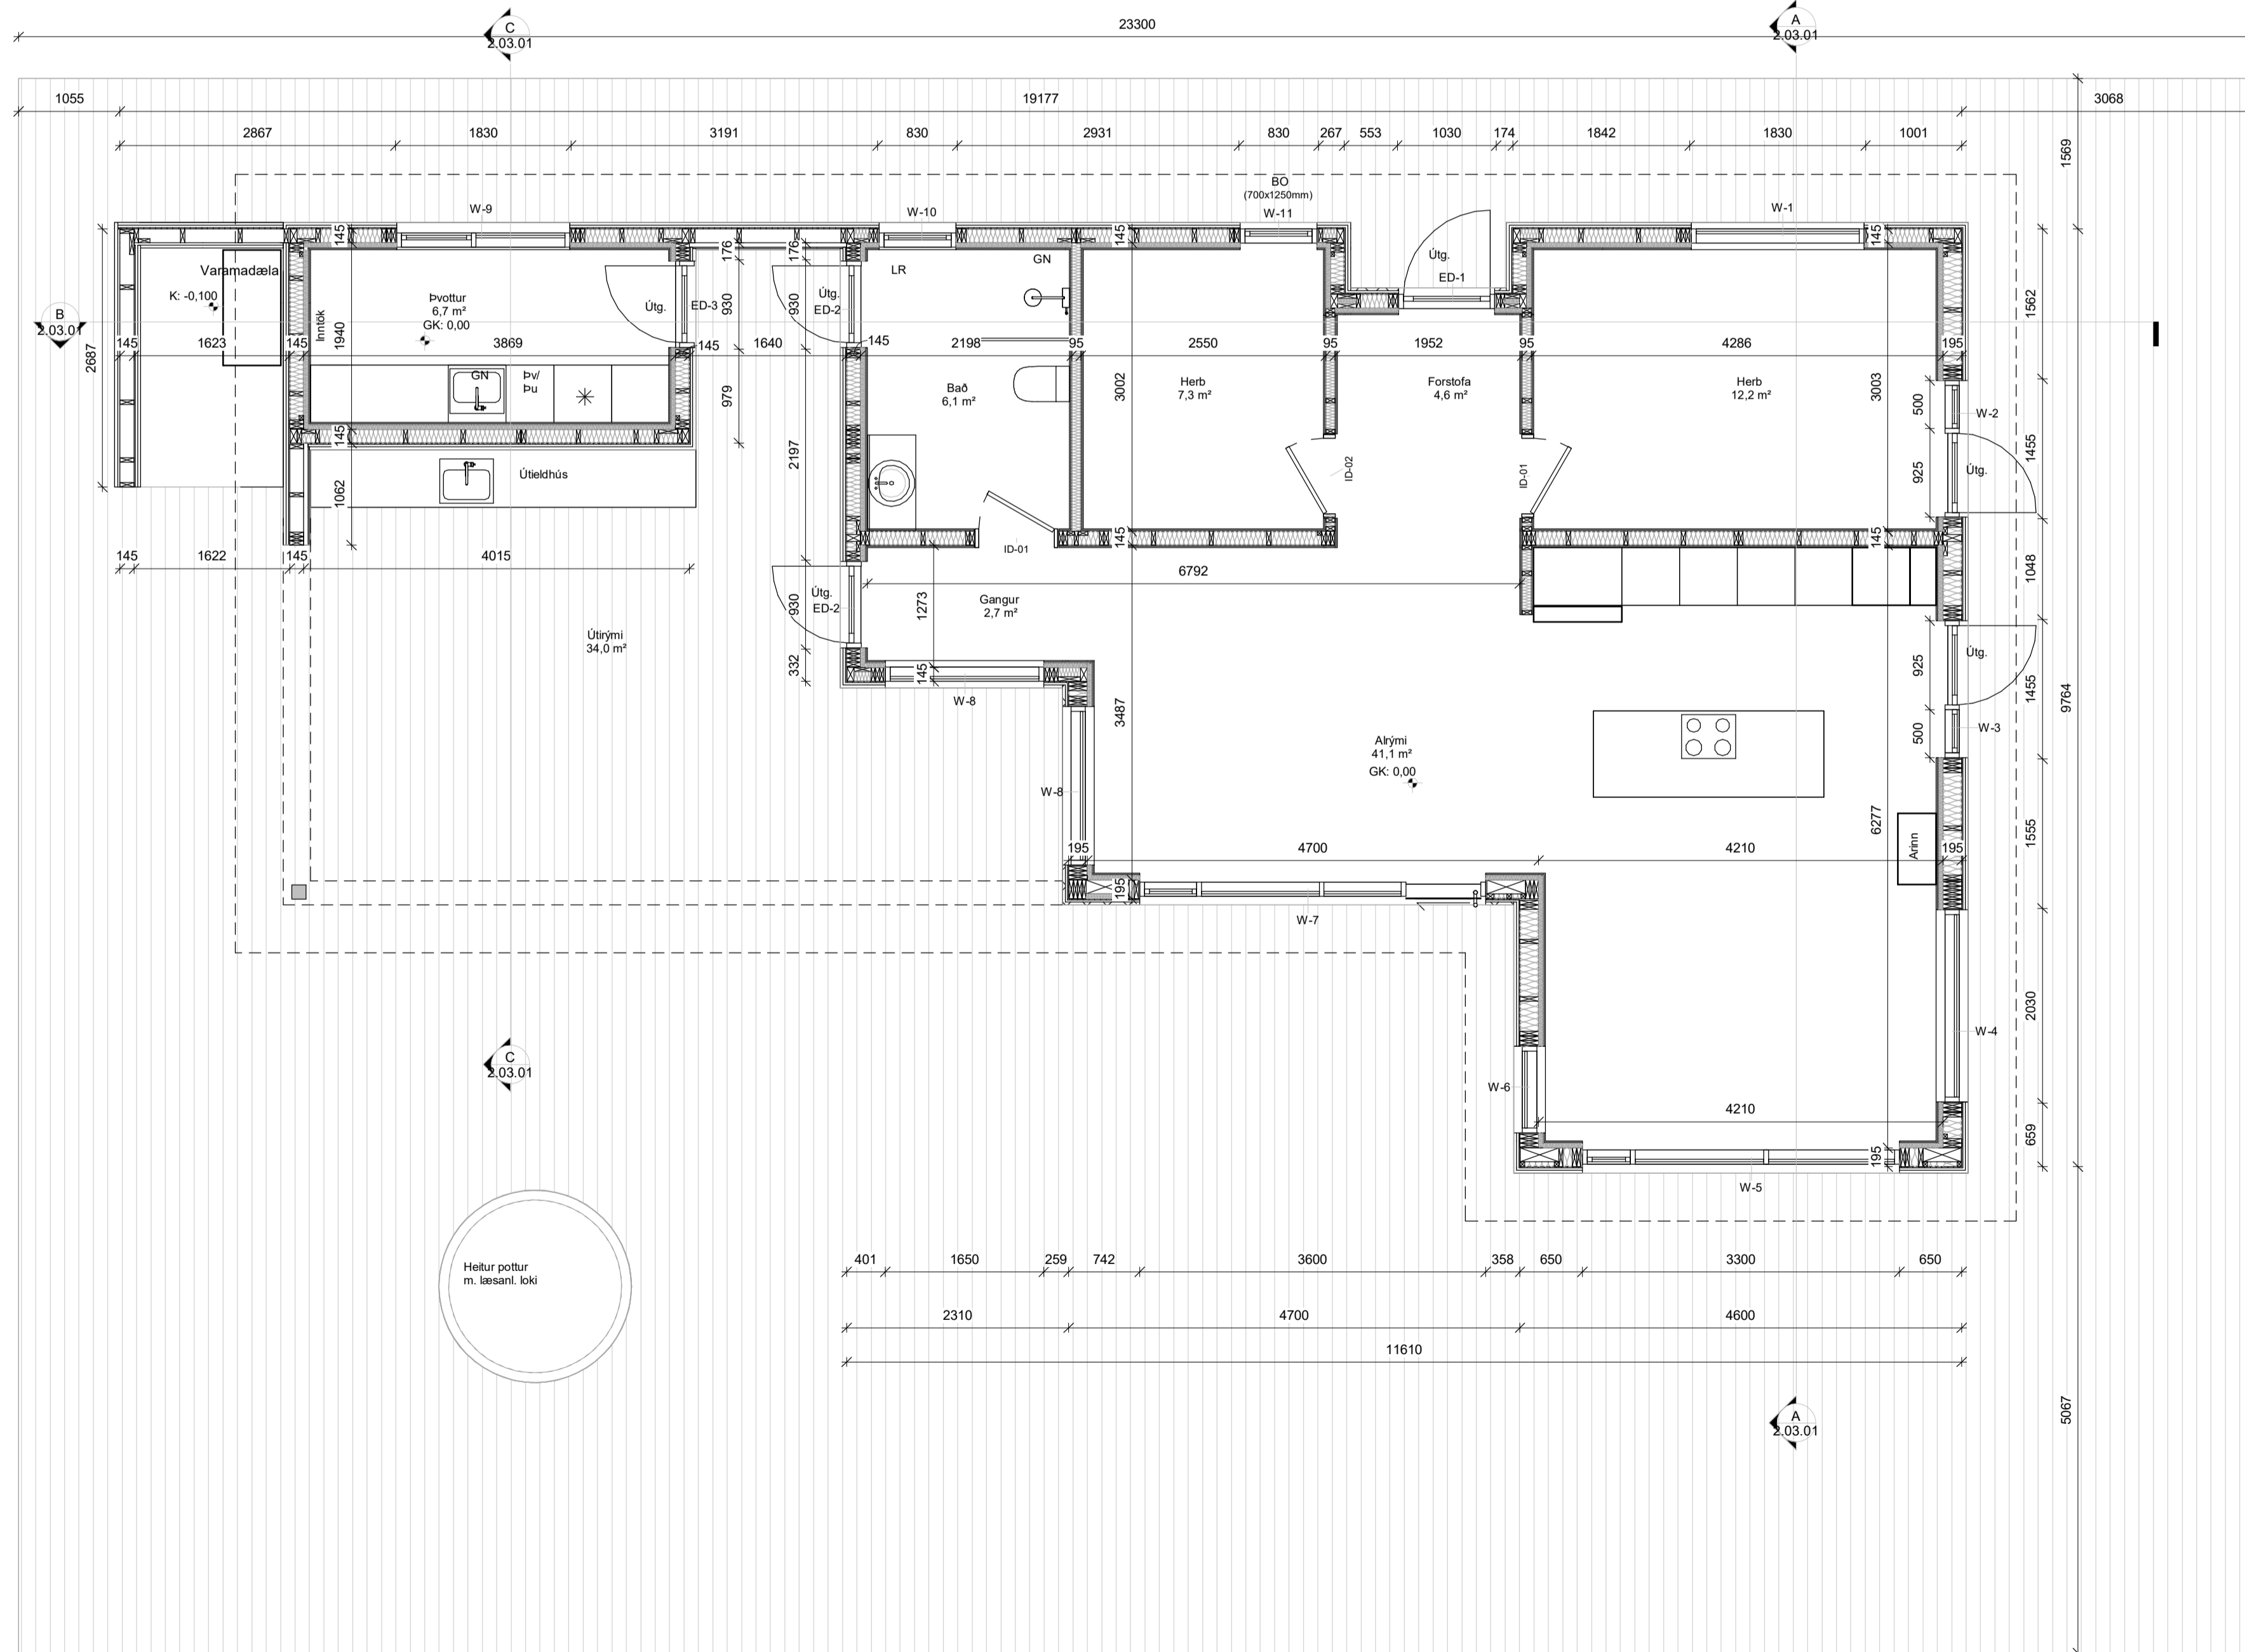 C
2.03.01
23300
A
2.03.01
1055
19177
3068
2867
1830
3191
830
2931
830
267
553
1030
174
1842
1830
1001
1569
BO
(700x1250mm)
W-9
W-10
W-11
W-1
145
176
176
145
145
Varamadæla
K: -0,100
LR
GN
Útg.
ED-1
Þvottur
6,7 m²
GK: 0,00
Inntök
1940
Útg.
ED-3
930
930
Útg.
ED-2
1562
B
2.03.01
2687
145
1623
145
3869
145
1640
145
2198
95
2550
95
1952
95
4286
195
GN
Þv/
Þu
979
Bað
6,1 m²
3002
Herb
7,3 m²
Forstofa
4,6 m²
Herb
12,2 m²
3003
500
W-2
145
1455
2197
ID-02
ID-01
925
Útg.
Útieldhús
1062
145
145
ID-01
145
1622
145
4015
6792
1048
Útg.
ED-2
930
1273
Gangur
2,7 m²
Útirými
34,0 m²
332
145
925
Útg.
1455
9764
W-8
3487
500
W-3
Alrými
41,1 m²
GK: 0,00
W-8
6277
1555
Arinn
195
4700
4210
195
195
W-7
2030
W-4
C
2.03.01
W-6
4210
659
195
W-5
Heitur pottur
m. læsanl. loki
401
1650
259
742
3600
358
650
3300
650
2310
4700
4600
11610
5067
A
2.03.01